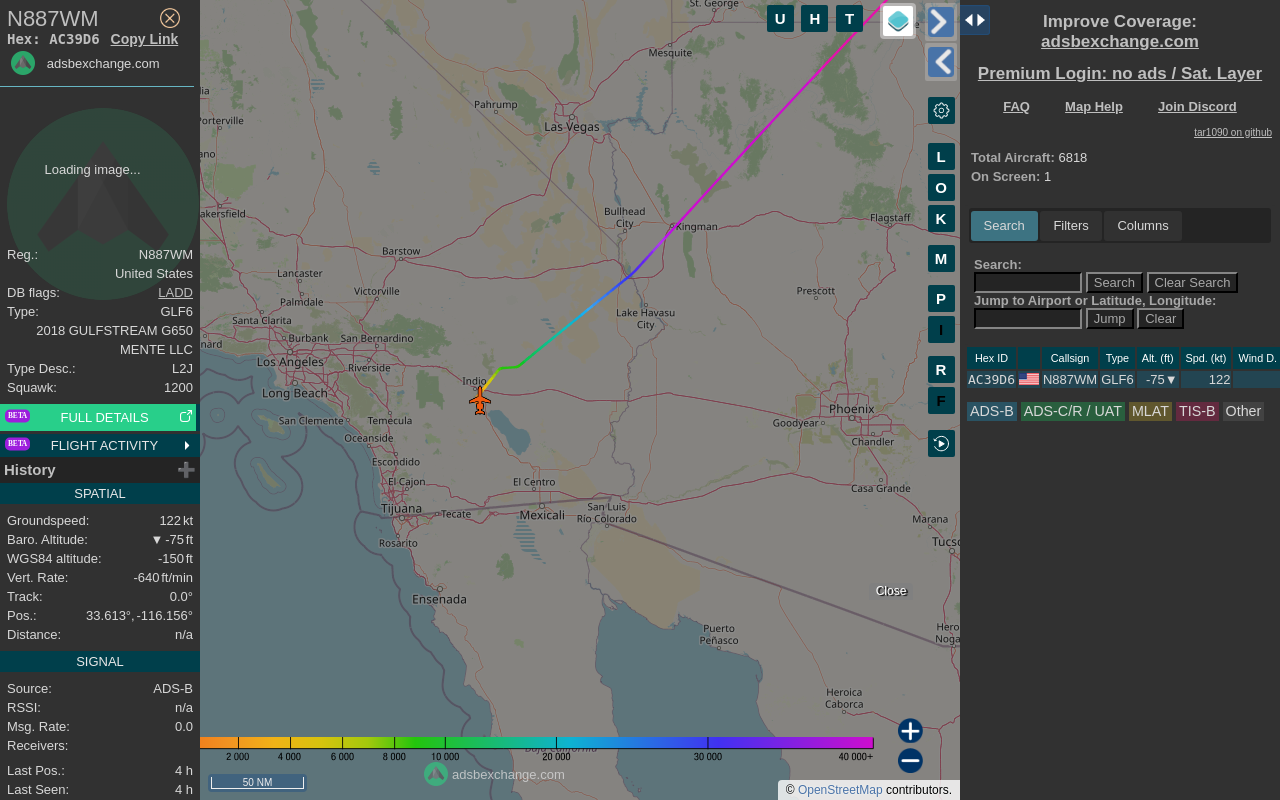 N887WM
Hex: AC39D6 Copy Link
adsbexchange.com
Loading image...
Reg.: N887WM
United States
DB flags: LADD
Type: GLF6
2018 GULFSTREAM G650
MENTE LLC
Type Desc.: L2J
Squawk: 1200
BETA FULL DETAILS
BETA FLIGHT ACTIVITY
History
SPATIAL
Groundspeed: 122 kt
Baro. Altitude: ▼ -75 ft
WGS84 altitude: -150 ft
Vert. Rate: -640 ft/min
Track: 0.0°
Pos.: 33.613°, -116.156°
Distance: n/a
SIGNAL
Source: ADS-B
RSSI: n/a
Msg. Rate: 0.0
Receivers:
Last Pos.: 4 h
Last Seen: 4 h
U H T
L
O
K
M
P
I
R
F
St. George
Mesquite
Pahrump
Las Vegas
Porterville
Bakersfield
Bullhead
City
Kingman
Flagstaff
Barstow
Lancaster
Victorville
Palmdale
Prescott
Santa Clarita
Lake Havasu
City
Burbank
San Bernardino
Los Angeles
Riverside
Indio
Long Beach
Phoenix
San Clemente
Temecula
Goodyear
Oceanside
Chandler
Escondido
El Cajon
El Centro
Casa Grande
Tijuana
Tecate
Mexicali
San Luis
Río Colorado
Marana
Rosarito
Ensenada
Puerto
Peñasco
Heroica
Caborca
Close
2 000 4 000 6 000 8 000 10 000 20 000 30 000 40 000+
adsbexchange.com
50 NM
© OpenStreetMap contributors.
Improve Coverage:
adsbexchange.com
Premium Login: no ads / Sat. Layer
FAQ Map Help Join Discord
tar1090 on github
Total Aircraft: 6818
On Screen: 1
Search Filters Columns
Search:
Search Clear Search
Jump to Airport or Latitude, Longitude:
Jump Clear
Hex ID Callsign Type Alt. (ft) Spd. (kt) Wind D.
AC39D6 N887WM GLF6 -75▼ 122
ADS-B ADS-C/R / UAT MLAT TIS-B Other